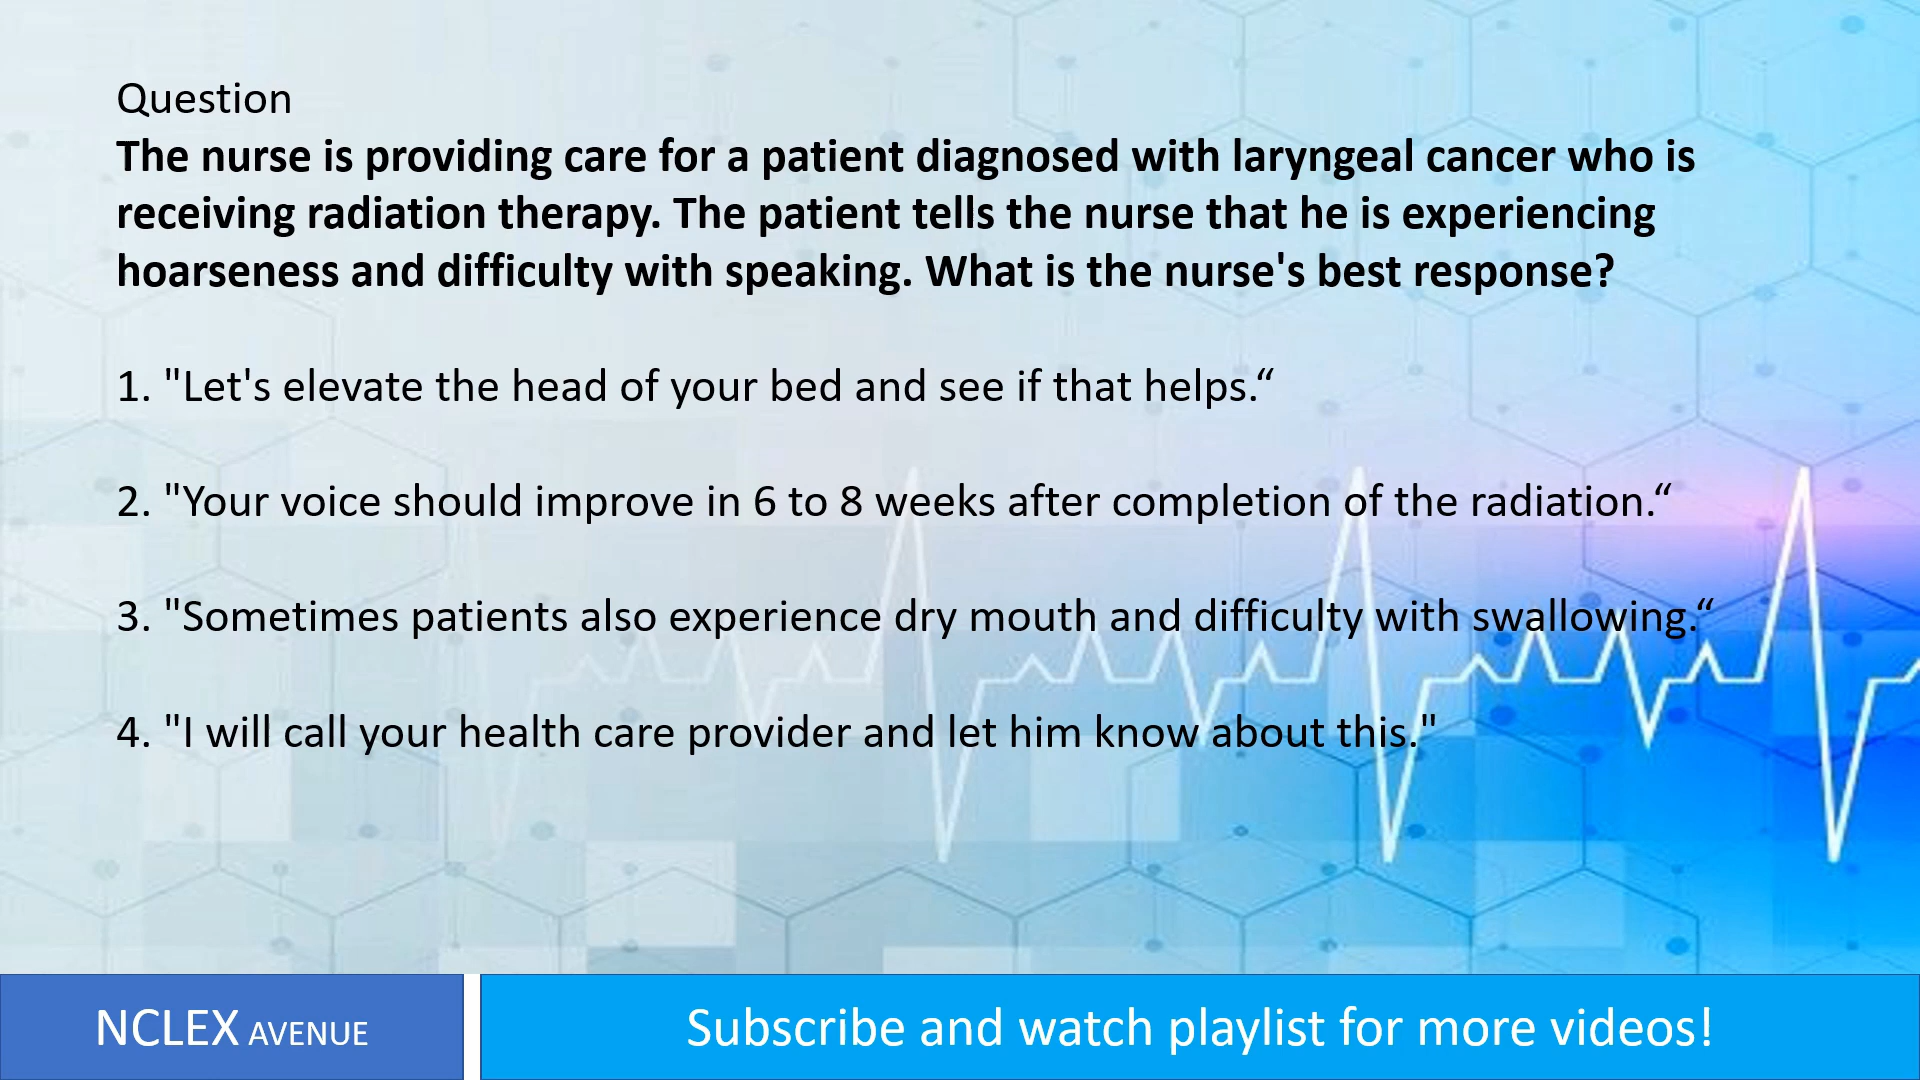 Question
The nurse is providing care for a patient diagnosed with laryngeal cancer who is
receiving radiation therapy. The patient tells the nurse that he is experiencing
hoarseness and difficulty with speaking. What is the nurse's best response?
1. "Let's elevate the head of your bed and see if that helps.“
2. "Your voice should improve in 6 to 8 weeks after completion of the radiation.“
3. "Sometimes patients also experience dry mouth and difficulty with swallowing.“
4. "I will call your health care provider and let him know about this."
NCLEX AVENUE
Subscribe and watch playlist for more videos!